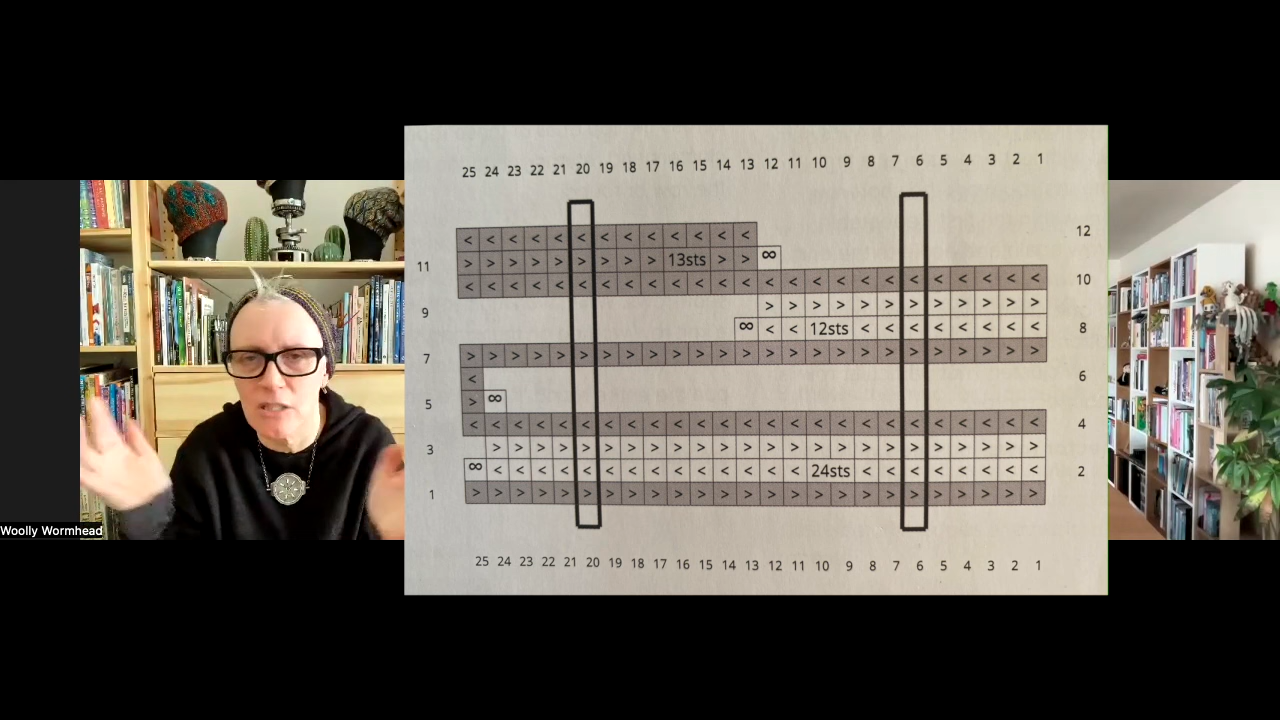 25 24 23 22 21 20 19 18 17 16 15 14 13 12 11 10 9 8 7 6 5 4 3 2 1
< < < < < < < < < < < < < 12
11 > > > > > > > > > 13sts > > ∞
< < < < < < < < < < < < < < < < < < < < < < < < < 10
9 > > > > > > > > > > > >
∞ < < 12sts < < < < < < < < 8
7 > > > > > > > > > > > > > > > > > > > > > > > > >
< 6
5 > ∞
< < < < < < < < < < < < < < < < < < < < < < < < < 4
3 > > > > > > > > > > > > > > > > > > > > > > > >
∞ < < < < < < < < < < < < < < 24sts < < < < < < < < 2
1 > > > > > > > > > > > > > > > > > > > > > > > > >
25 24 23 22 21 20 19 18 17 16 15 14 13 12 11 10 9 8 7 6 5 4 3 2 1
Woolly Wormhead